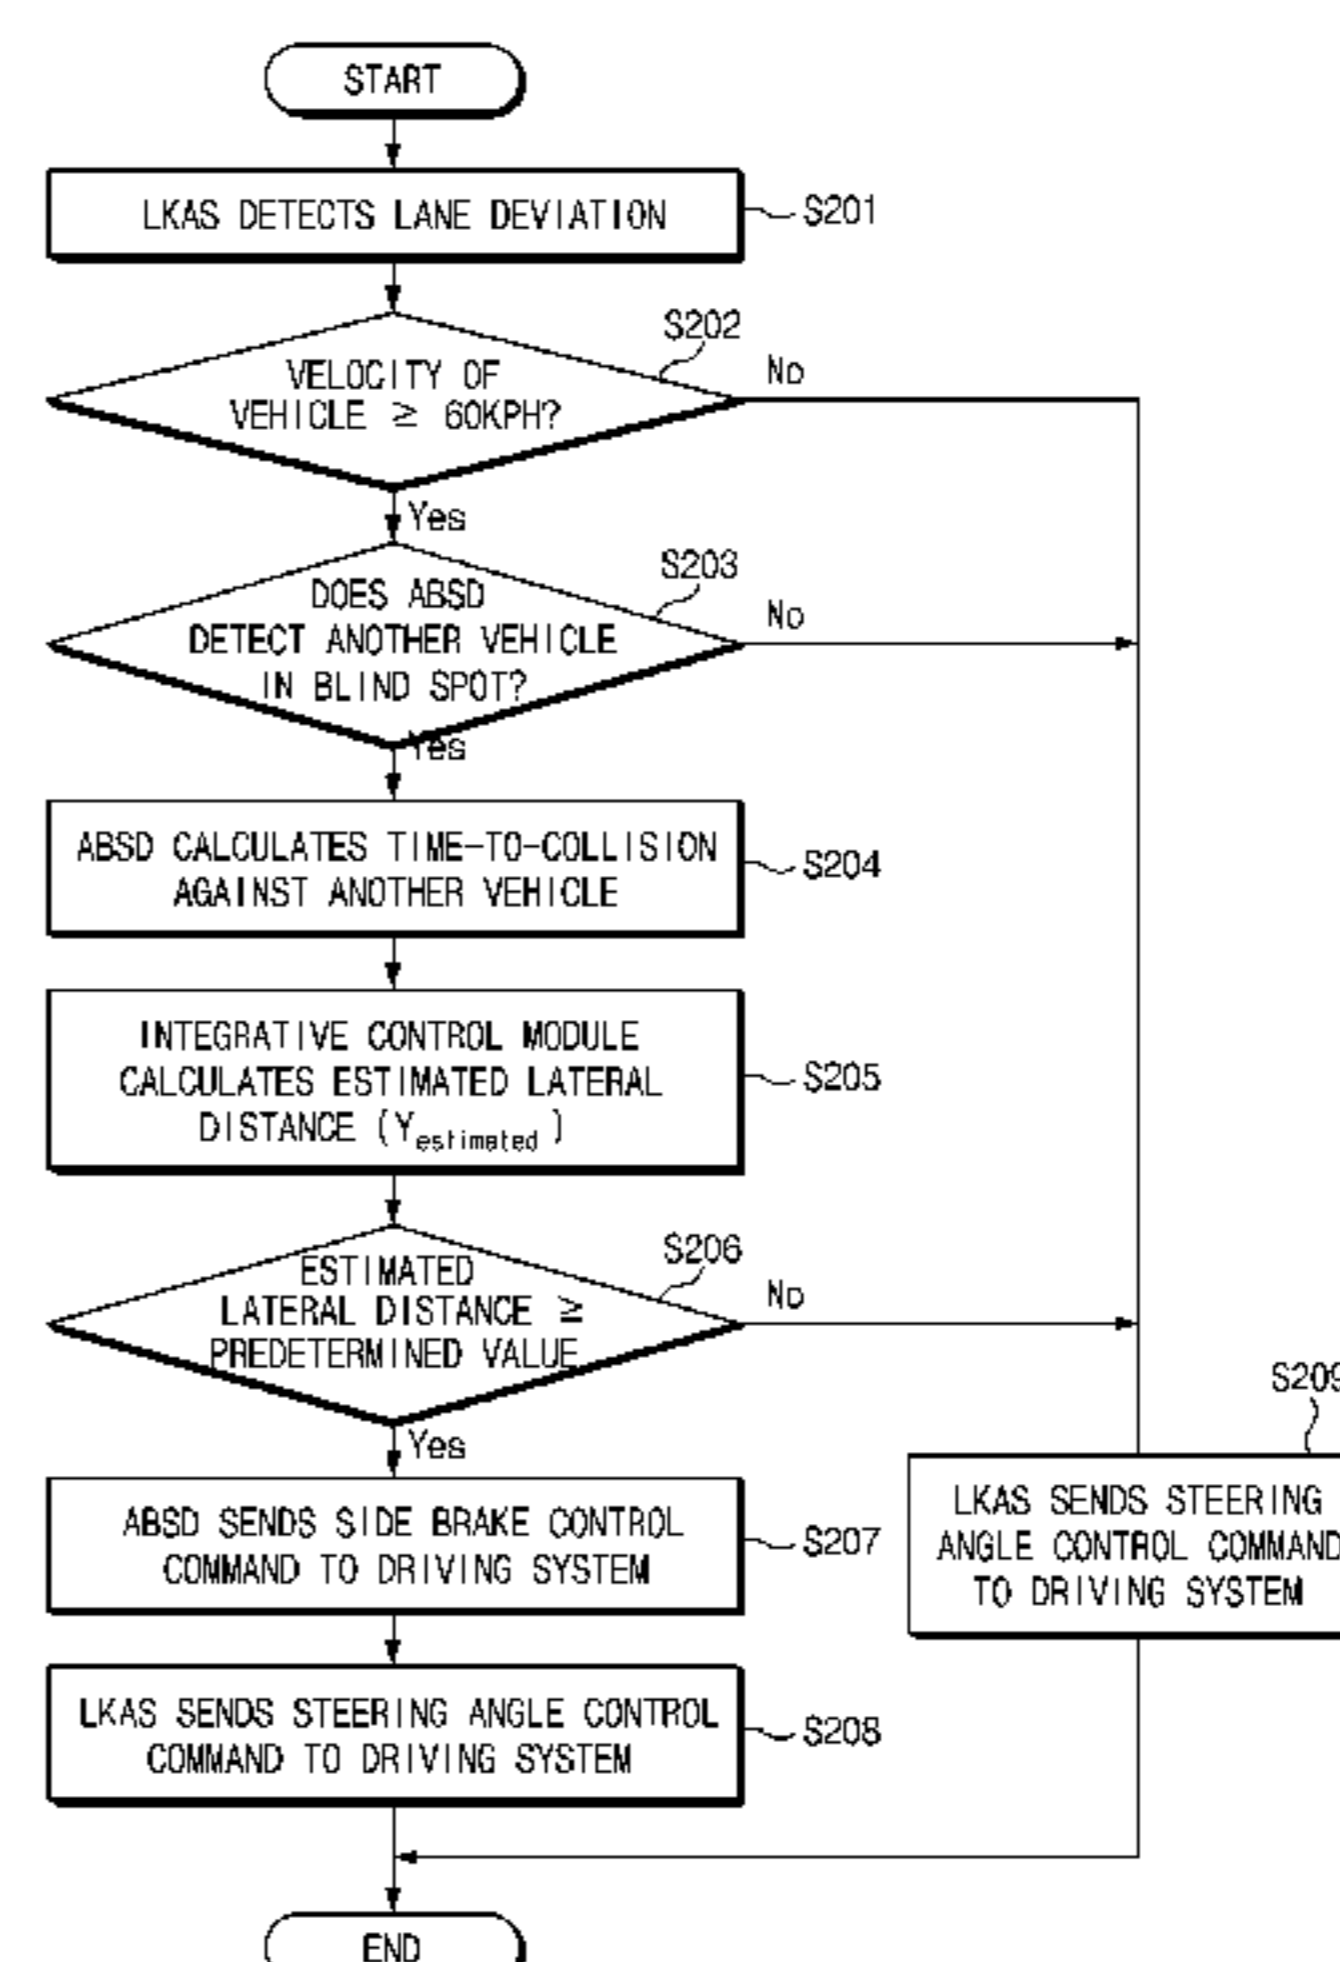 START
LKAS DETECTS LANE DEVIATION
S201
S202
VELOCITY OF
VEHICLE ≥ 60KPH?
No
Yes
S203
DOES ABSD
DETECT ANOTHER VEHICLE
IN BLIND SPOT?
No
Yes
ABSD CALCULATES TIME-TO-COLLISION
AGAINST ANOTHER VEHICLE
S204
INTEGRATIVE CONTROL MODULE
CALCULATES ESTIMATED LATERAL
DISTANCE (Yestimated)
S205
S206
ESTIMATED
LATERAL DISTANCE ≥
PREDETERMINED VALUE
No
Yes
S209
ABSD SENDS SIDE BRAKE CONTROL
COMMAND TO DRIVING SYSTEM
S207
LKAS SENDS STEERING
ANGLE CONTROL COMMAND
TO DRIVING SYSTEM
LKAS SENDS STEERING ANGLE CONTROL
COMMAND TO DRIVING SYSTEM
S208
END